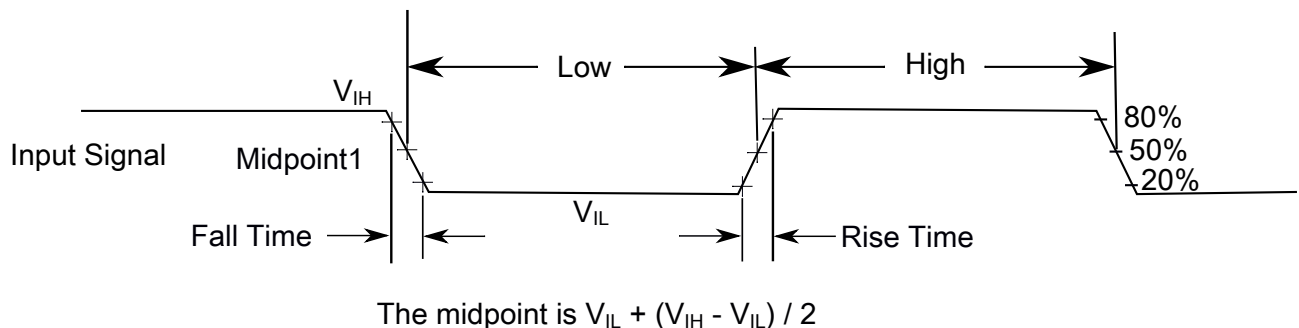 Low
High
V_IH
80%
Input Signal
Midpoint1
50%
20%
V_IL
Fall Time
Rise Time
The midpoint is V_IL + (V_IH - V_IL) / 2